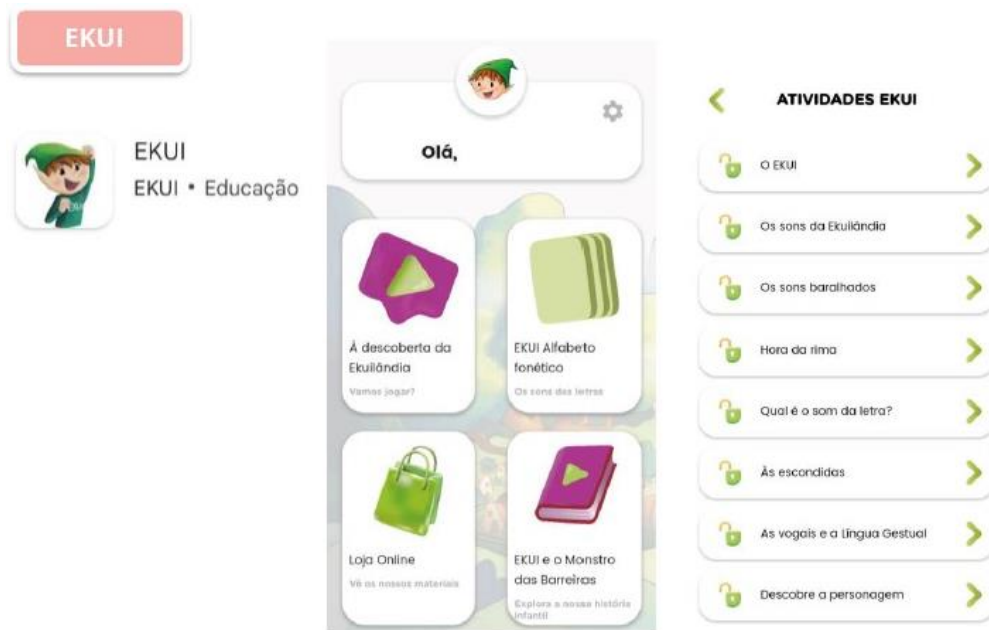 EKUI
EKUI
EKUI • Educação
Olá,
À descoberta da
Ekuilândia
Vamos jogar?
EKUI Alfabeto
fonético
Os sons das letras
Loja Online
Vê os nossos materiais
EKUI e o Monstro
das Barreiras
Explora a nossa história
infantil
ATIVIDADES EKUI
O EKUI
Os sons da Ekuilândia
Os sons baralhados
Hora da rima
Qual é o som da letra?
Às escondidas
As vogais e a Língua Gestual
Descobre a personagem